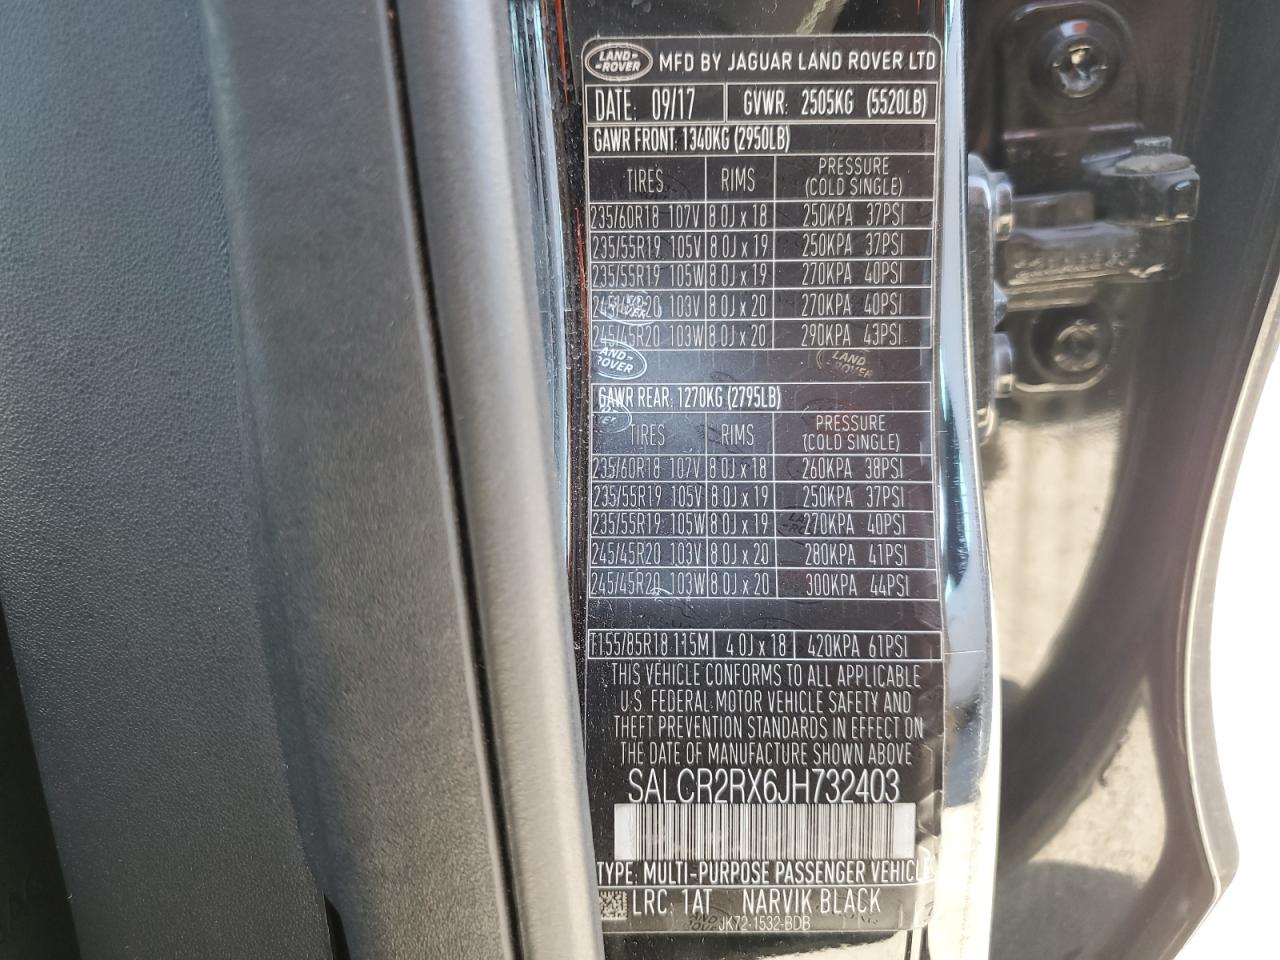 LAND-ROVER MFD BY JAGUAR LAND ROVER LTD
DATE: 09/17 GVWR: 2505KG (5520LB)
GAWR FRONT: 1340KG (2950LB)
TIRES RIMS PRESSURE (COLD SINGLE)
235/60R18 107V 8.0J x 18 250KPA 37PSI
235/55R19 105V 8.0J x 19 250KPA 37PSI
235/55R19 105W 8.0J x 19 270KPA 40PSI
245/45R20 103V 8.0J x 20 270KPA 40PSI
245/45R20 103W 8.0J x 20 290KPA 43PSI
GAWR REAR: 1270KG (2795LB)
TIRES RIMS PRESSURE (COLD SINGLE)
235/60R18 107V 8.0J x 18 260KPA 38PSI
235/55R19 105V 8.0J x 19 250KPA 37PSI
235/55R19 105W 8.0J x 19 270KPA 40PSI
245/45R20 103V 8.0J x 20 280KPA 41PSI
245/45R20 103W 8.0J x 20 300KPA 44PSI
T155/85R18 115M 4.0J x 18 420KPA 61PSI
THIS VEHICLE CONFORMS TO ALL APPLICABLE
U.S. FEDERAL MOTOR VEHICLE SAFETY AND
THEFT PREVENTION STANDARDS IN EFFECT ON
THE DATE OF MANUFACTURE SHOWN ABOVE
SALCR2RX6JH732403
TYPE: MULTI-PURPOSE PASSENGER VEHICLE
LRC: 1AT NARVIK BLACK
JK72-1532-BDB